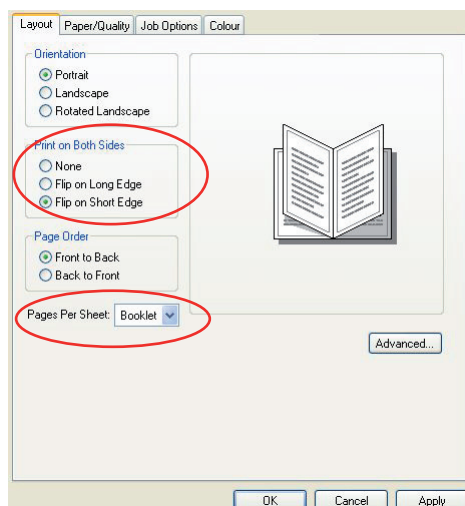 Layout Paper/Quality Job Options Colour
Orientation
Portrait
Landscape
Rotated Landscape
Print on Both Sides
None
Flip on Long Edge
Flip on Short Edge
Page Order
Front to Back
Back to Front
Pages Per Sheet: Booklet
Advanced...
OK Cancel Apply